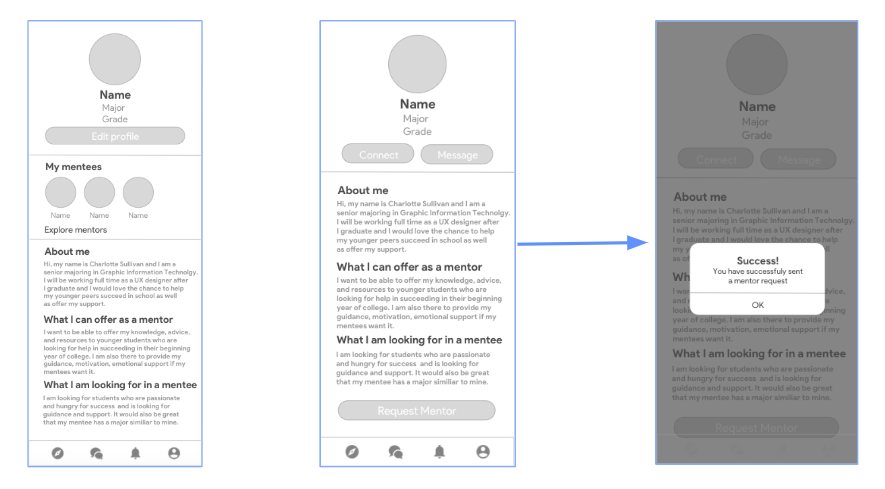 Name
Major
Grade
Edit profile
My mentees
Name Name Name
Explore mentors
About me
Hi, my name is Charlotte Sullivan and I am a
senior majoring in Graphic Information Technolgy.
I will be working full time as a UX designer after
I graduate and I would love the chance to help
my younger peers succeed in school as well
as offer my support.
What I can offer as a mentor
I want to be able to offer my knowledge, advice,
and resources to younger students who are
looking for help in succeeding in their beginning
year of college. I am also there to provide my
guidance, motivation, emotional support if my
mentees want it.
What I am looking for in a mentee
I am looking for students who are passionate
and hungry for success and is looking for
guidence and support. It would also be great
that my mentee has a major similiar to mine.
Name
Major
Grade
Connect Message
About me
Hi, my name is Charlotte Sullivan and I am a
senior majoring in Graphic Information Technolgy.
I will be working full time as a UX designer after
I graduate and I would love the chance to help
my younger peers succeed in school as well
as offer my support.
What I can offer as a mentor
I want to be able to offer my knowledge, advice,
and resources to younger students who are
looking for help in succeeding in their beginning
year of college. I am also there to provide my
guidance, motivation, emotional support if my
mentees want it.
What I am looking for in a mentee
I am looking for students who are passionate
and hungry for success and is looking for
guidence and support. It would also be great
that my mentee has a major similiar to mine.
Request Mentor
Name
Major
Grade
Connect Message
About me
Hi, my name is Charlotte Sullivan and I am a
senior majoring in Graphic Information Technolgy.
I will be working full time as a UX designer after
I graduate and I would love the chance to help
my
as of
Wh
I wan
and
look
Success!
You have successfuly sent
a mentor request
OK
dvice,
year of college. I am also there to provide my
guidance, motivation, emotional support if my
mentees want it.
What I am looking for in a mentee
I am looking for students who are passionate
and hungry for success and is looking for
guidence and support. It would also be great
that my mentee has a major similiar to mine.
Request Mentor